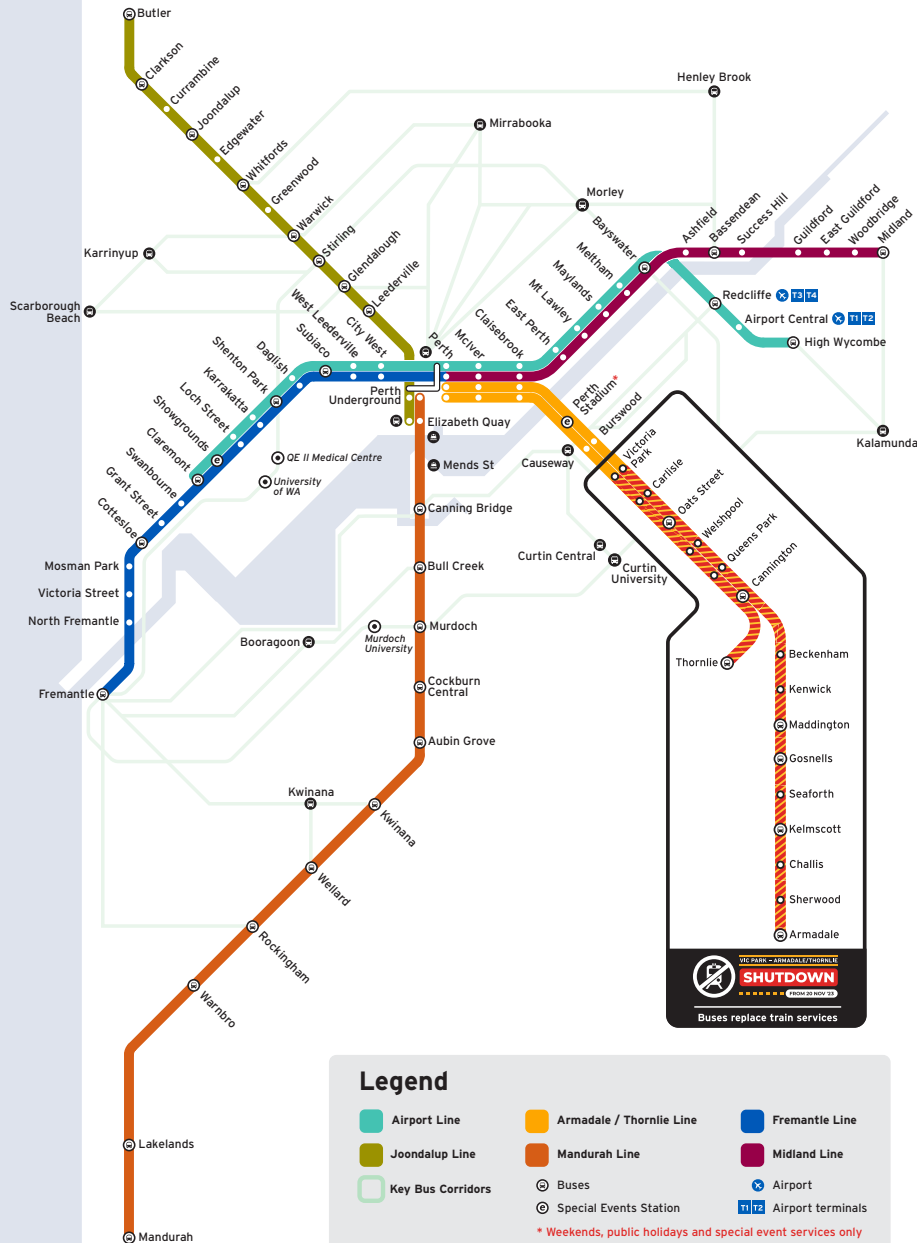 Butler
Clarkson
Currambine
Joondalup
Edgewater
Whitfords
Greenwood
Warwick
Stirling
Glendalough
Leederville
Henley Brook
Mirrabooka
Morley
Karrinyup
Scarborough
Beach
Bayswater
Meltham
Maylands
Mt Lawley
East Perth
Claisebrook
McIver
Perth
City West
West Leederville
Subiaco
Daglish
Shenton Park
Karrakatta
Loch Street
Showgrounds
Claremont
Swanbourne
Grant Street
Cottesloe
Mosman Park
Victoria Street
North Fremantle
Fremantle
Ashfield
Bassendean
Success Hill
Guildford
East Guildford
Woodbridge
Midland
Redcliffe
T3 T4
Airport Central
T1 T2
High Wycombe
Kalamunda
Perth
Underground
Elizabeth Quay
Mends St
QE II Medical Centre
University
of WA
Perth
Stadium*
Burswood
Causeway
Victoria
Park
Carlisle
Oats Street
Welshpool
Queens Park
Cannington
Curtin Central
Curtin
University
Canning Bridge
Bull Creek
Murdoch
Murdoch
University
Booragoon
Cockburn
Central
Aubin Grove
Kwinana
Kwinana
Wellard
Rockingham
Warnbro
Lakelands
Mandurah
Thornlie
Beckenham
Kenwick
Maddington
Gosnells
Seaforth
Kelmscott
Challis
Sherwood
Armadale
VIC PARK – ARMADALE/THORNLIE
SHUTDOWN
FROM 20 NOV '23
Buses replace train services
Legend
Airport Line
Armadale / Thornlie Line
Fremantle Line
Joondalup Line
Mandurah Line
Midland Line
Key Bus Corridors
Buses
Airport
e Special Events Station
T1 T2 Airport terminals
* Weekends, public holidays and special event services only